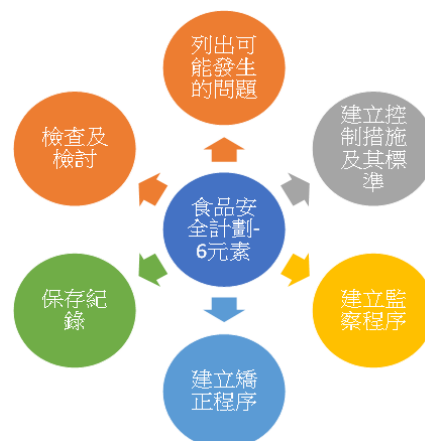 列出可
能發生
的問題
建立控
制措施
及其標
準
建立監
察程序
建立矯
正程序
保存紀
錄
檢查及
檢討
食品安
全計劃-
6元素